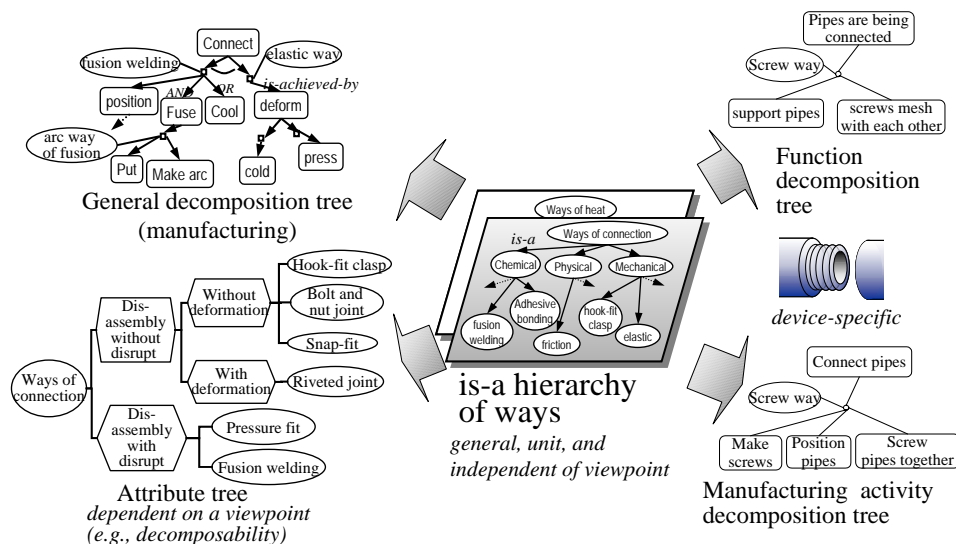 Connect
fusion welding
elastic way
is-achieved-by
AND
OR
position
Fuse
Cool
deform
arc way
of fusion
Put
Make arc
cold
press
General decomposition tree
(manufacturing)
Ways of
connection
Dis-
assembly
without
disrupt
Without
deformation
Hook-fit clasp
Bolt and
nut joint
Snap-fit
With
deformation
Riveted joint
Dis-
assembly
with
disrupt
Pressure fit
Fusion welding
Attribute tree
dependent on a viewpoint
(e.g., decomposability)
Ways of heat
Ways of connection
is-a
Chemical
Physical
Mechanical
fusion
welding
Adhesive
bonding
friction
hook-fit
clasp
elastic
is-a hierarchy
of ways
general, unit, and
independent of viewpoint
Pipes are being
connected
Screw way
support pipes
screws mesh
with each other
Function
decomposition
tree
device-specific
Connect pipes
Screw way
Make
screws
Position
pipes
Screw
pipes together
Manufacturing activity
decomposition tree